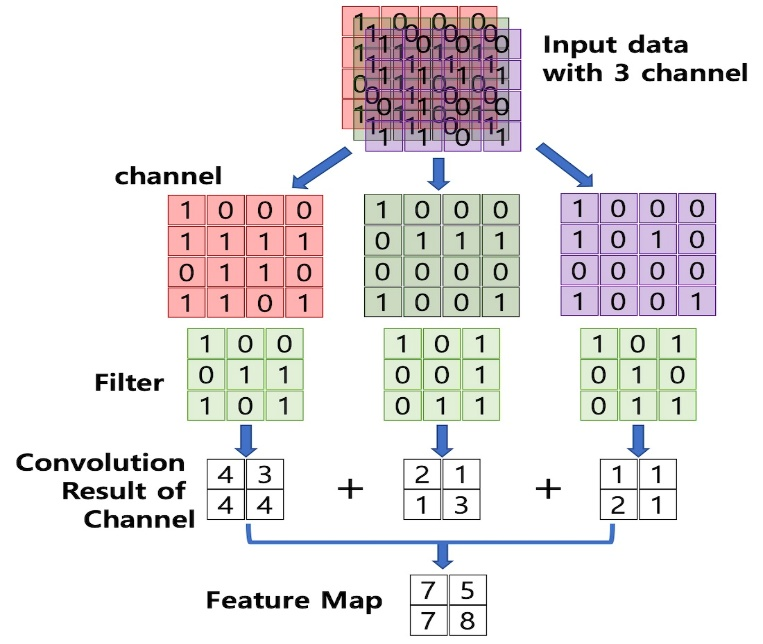 Input data
with 3 channel
channel
1 0 0 0 1 0 0 0 1 0 0 0
1 1 1 1 0 1 1 1 1 0 1 0
0 1 1 0 0 0 0 0 0 0 0 0
1 1 0 1 1 0 0 1 1 0 0 1
Filter
1 0 0 1 0 1 1 0 1
0 1 1 0 0 1 0 1 0
1 0 1 0 1 1 0 1 1
Convolution
Result of
Channel
4 3 + 2 1 + 1 1
4 4 1 3 2 1
Feature Map
7 5
7 8